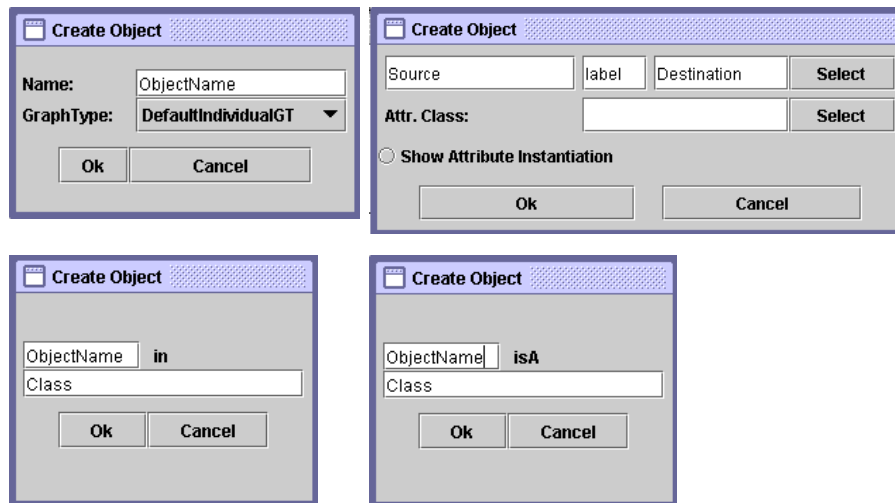 Create Object
Name: ObjectName
GraphType: DefaultIndividualGT
Ok Cancel
Create Object
Source label Destination Select
Attr. Class: Select
Show Attribute Instantiation
Ok Cancel
Create Object
ObjectName in
Class
Ok Cancel
Create Object
ObjectName isA
Class
Ok Cancel